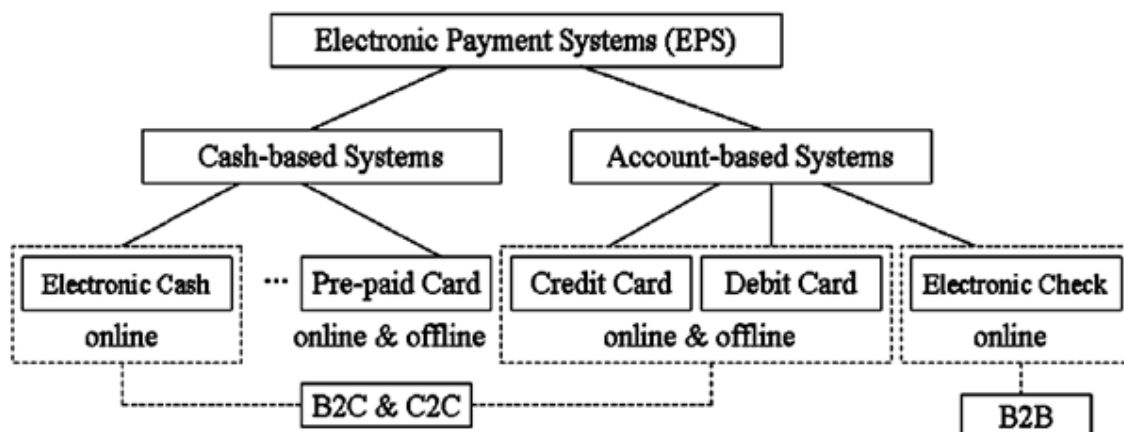 Electronic Payment Systems (EPS)
Cash-based Systems
Account-based Systems
Electronic Cash
...
Pre-paid Card
Credit Card
Debit Card
Electronic Check
online
online & offline
online & offline
online
B2C & C2C
B2B